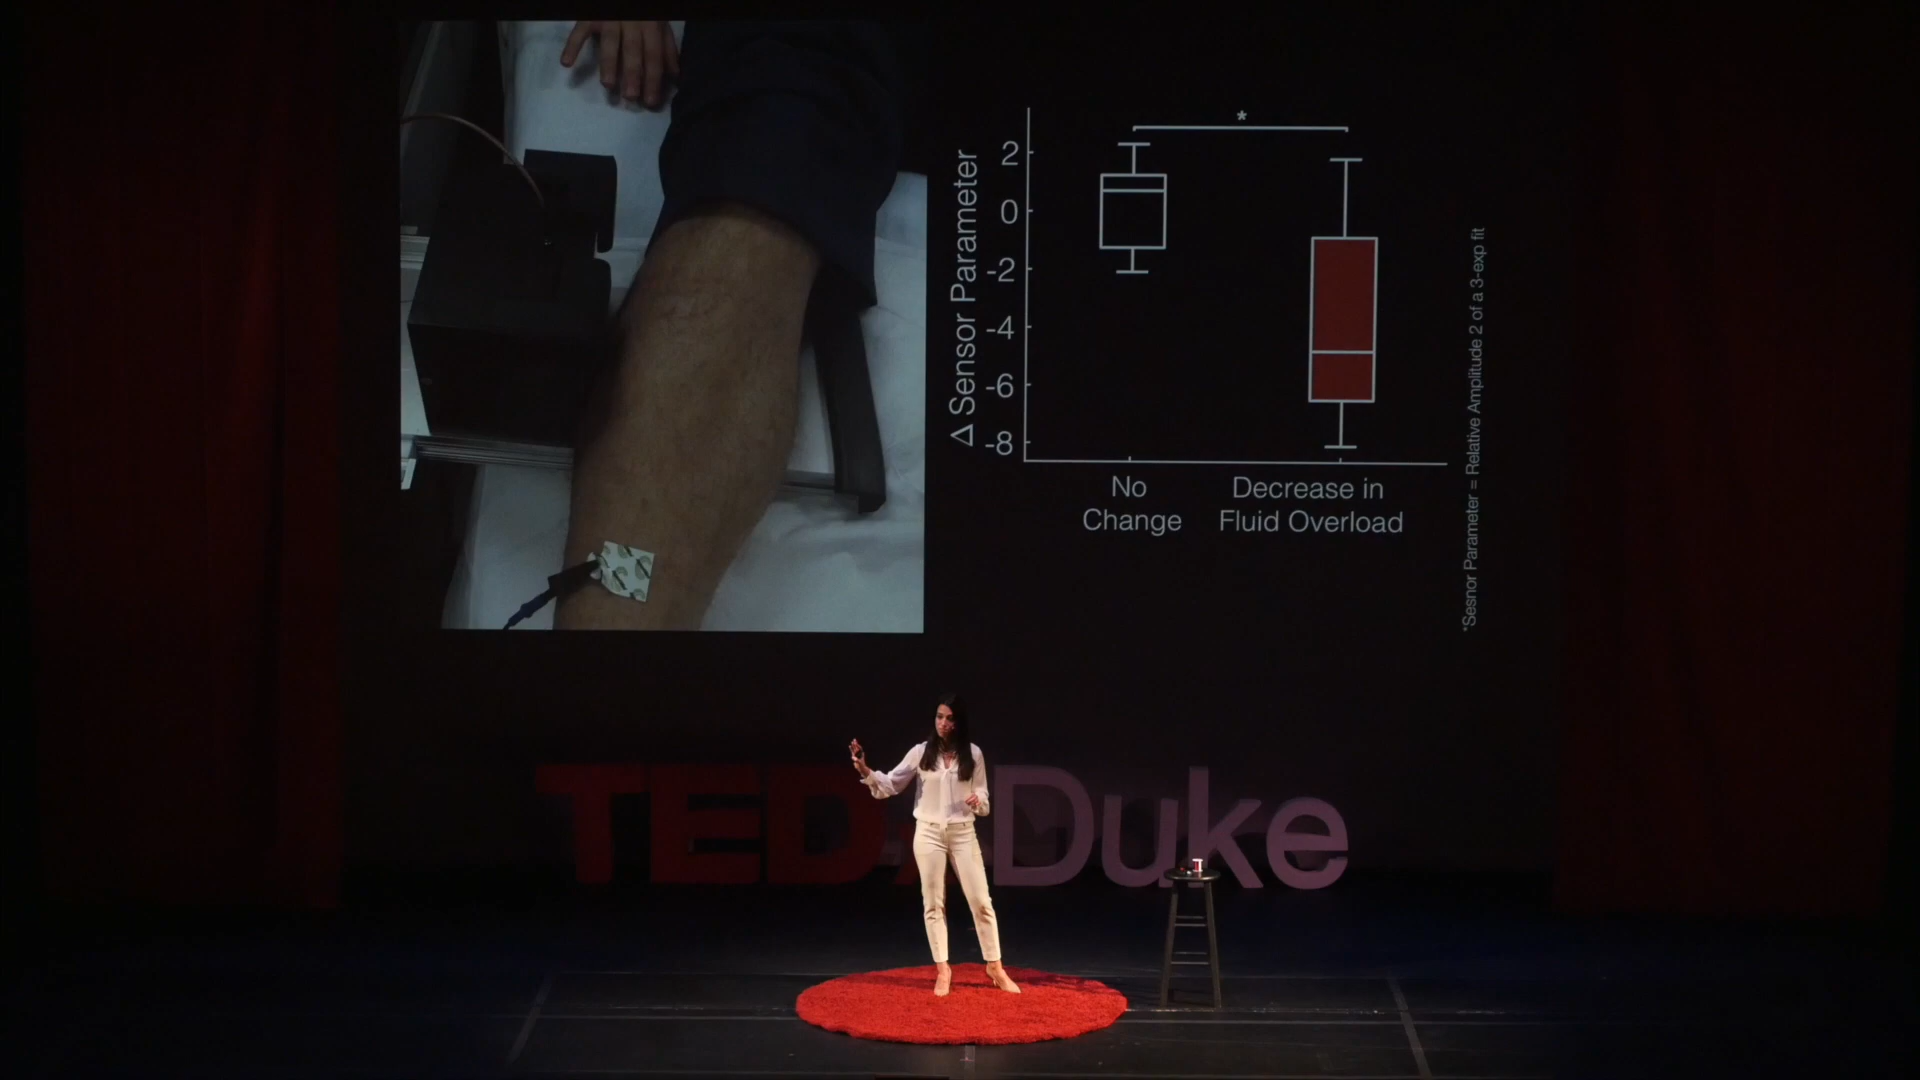 *
Δ Sensor Parameter
2
0
-2
-4
-6
-8
No
Change
Decrease in
Fluid Overload
*Sesnor Parameter = Relative Amplitude 2 of a 3-exp fit
TEDxDuke